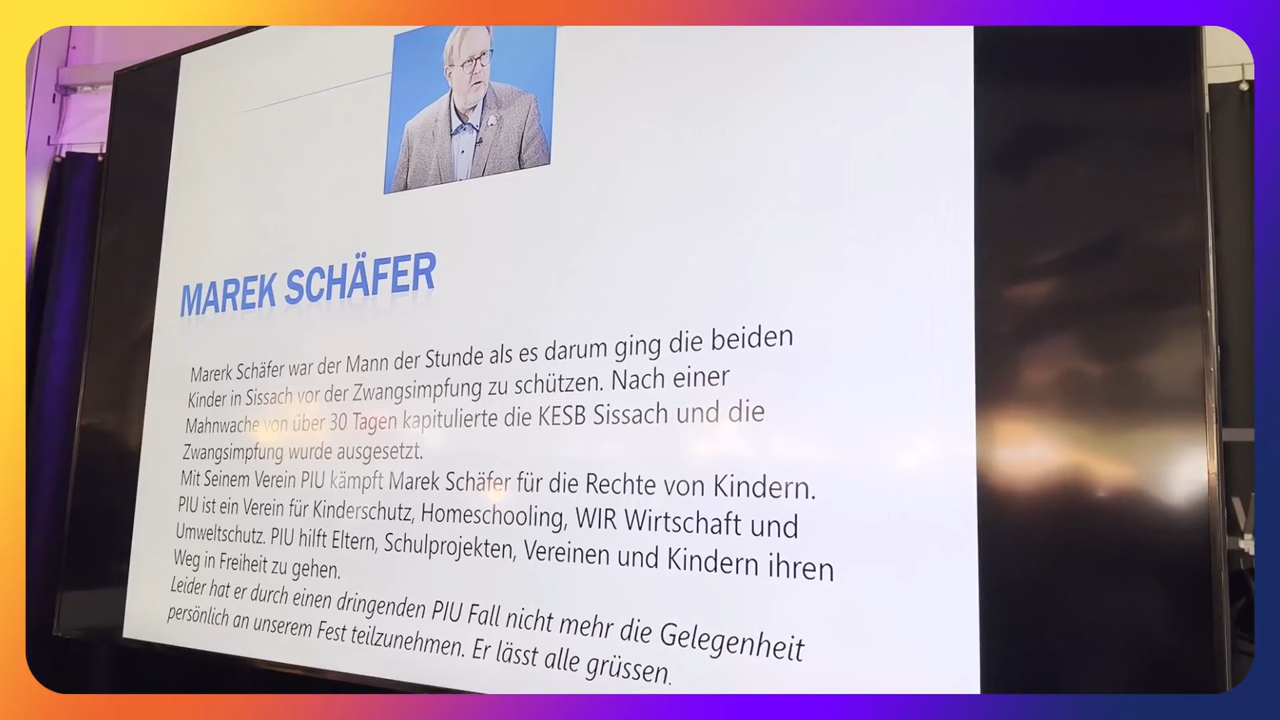 MAREK SCHÄFER
Marerk Schäfer war der Mann der Stunde als es darum ging die beiden
Kinder in Sissach vor der Zwangsimpfung zu schützen. Nach einer
Mahnwache von über 30 Tagen kapitulierte die KESB Sissach und die
Zwangsimpfung wurde ausgesetzt.
Mit Seinem Verein PIU kämpft Marek Schäfer für die Rechte von Kindern.
PIU ist ein Verein für Kinderschutz, Homeschooling, WIR Wirtschaft und
Umweltschutz. PIU hilft Eltern, Schulprojekten, Vereinen und Kindern ihren
Weg in Freiheit zu gehen.
Leider hat er durch einen dringenden PIU Fall nicht mehr die Gelegenheit
persönlich an unserem Fest teilzunehmen. Er lässt alle grüssen.